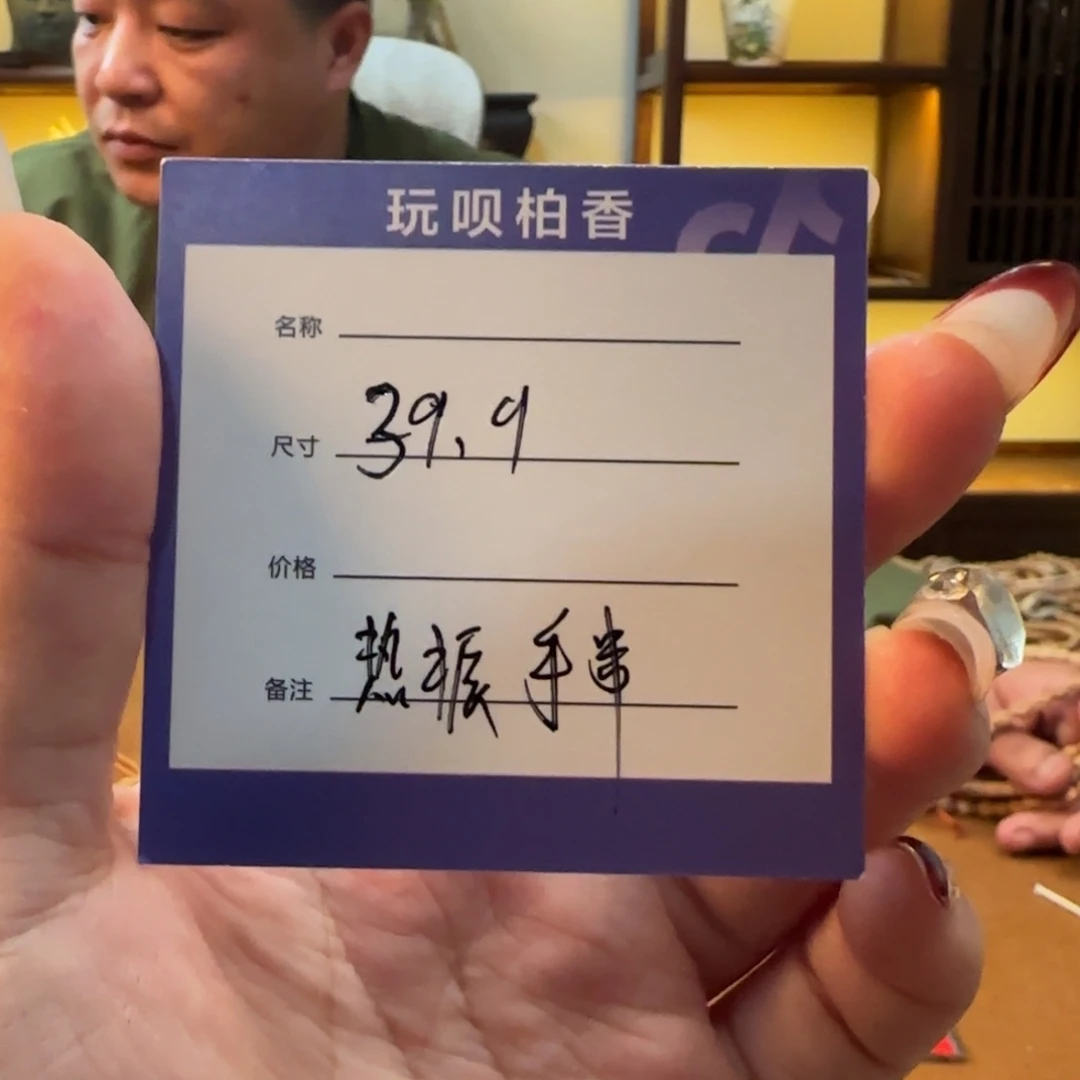 玩呗柏香
名称
尺寸 39.9
价格
备注 热振手串